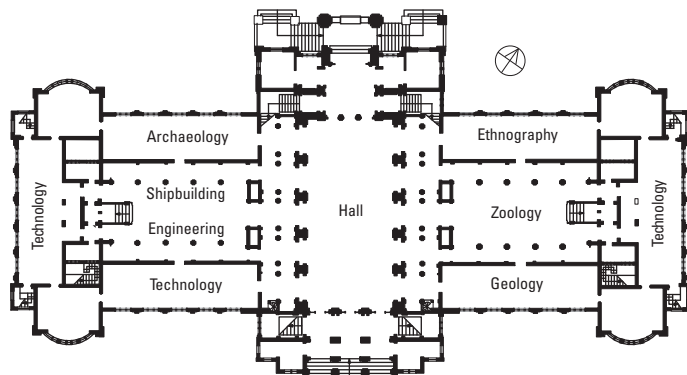 Archaeology
Ethnography
Technology
Shipbuilding
Hall
Zoology
Technology
Engineering
Technology
Geology